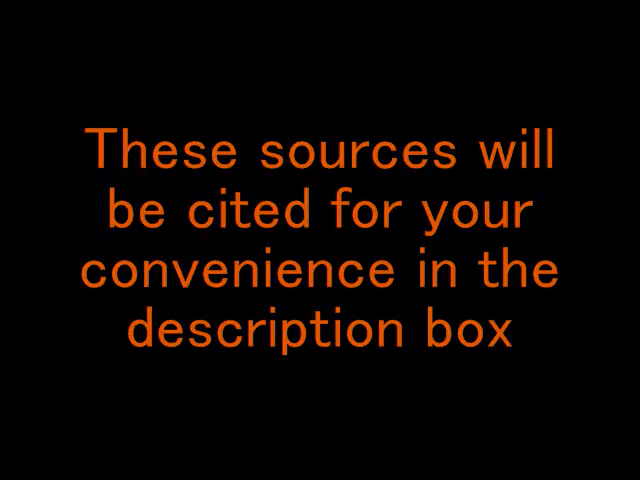 These sources will
be cited for your
convenience in the
description box